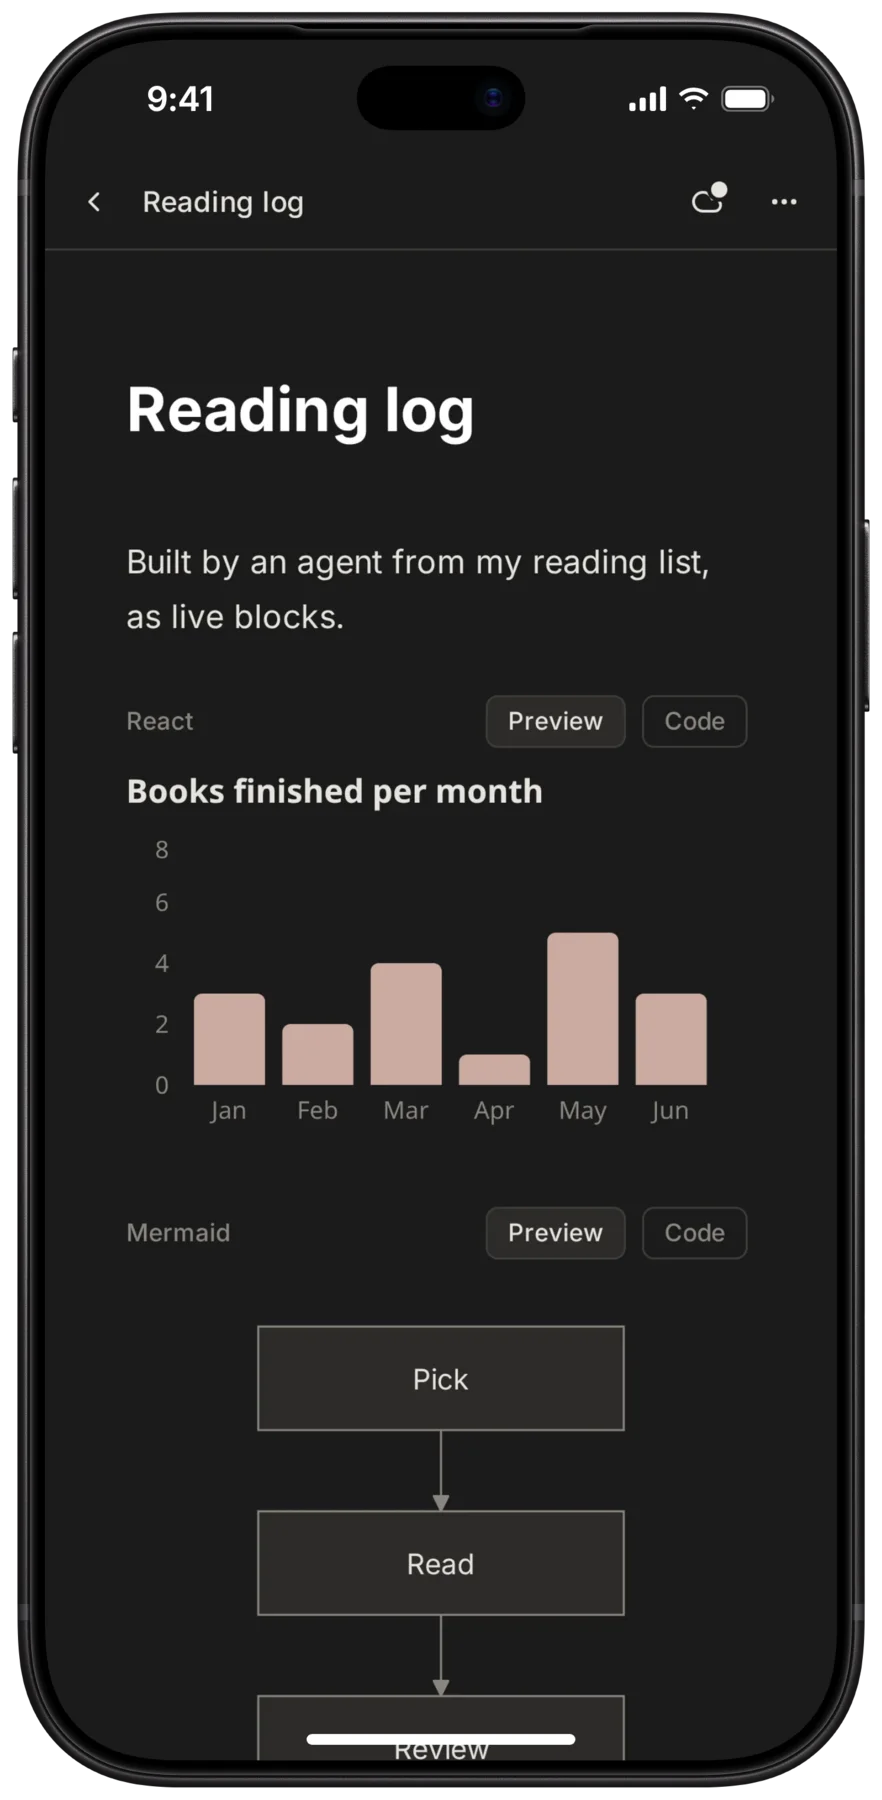 9:41
Reading log
Reading log
Built by an agent from my reading list,
as live blocks.
React Preview Code
Books finished per month
8
6
4
2
0
Jan Feb Mar Apr May Jun
Mermaid Preview Code
Pick
Read
Review